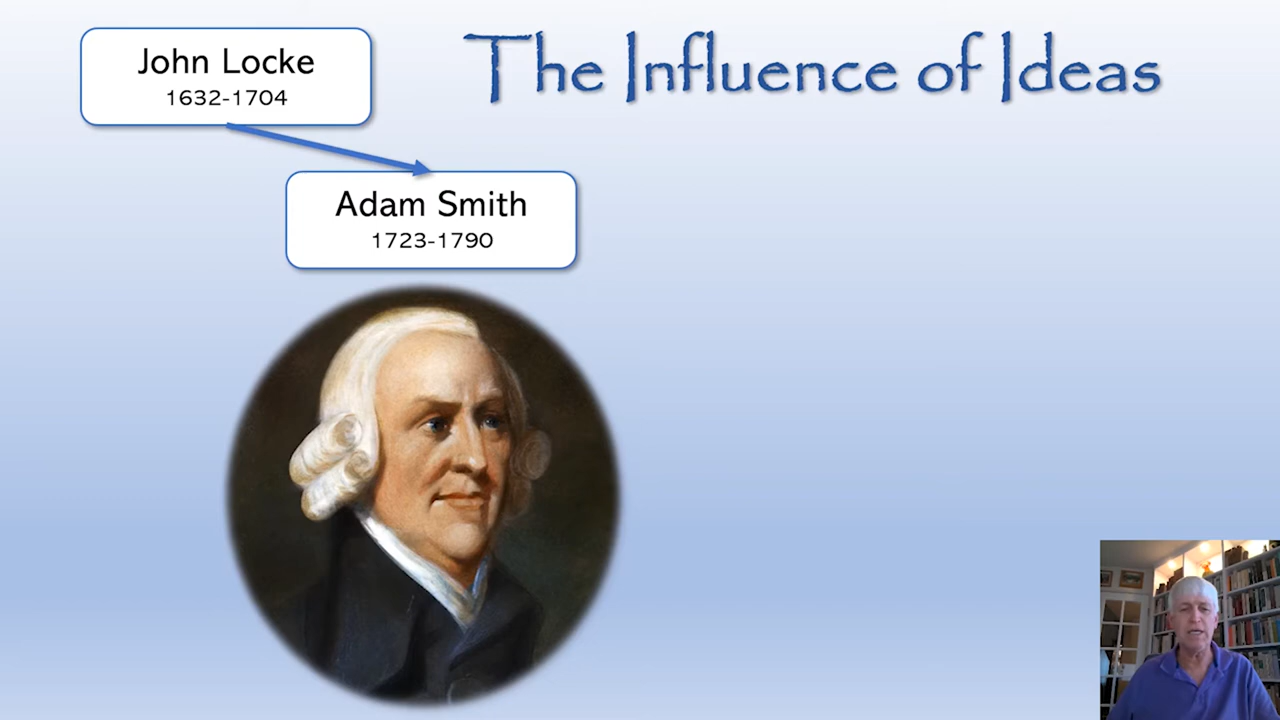 The Influence of Ideas
John Locke
1632-1704
Adam Smith
1723-1790